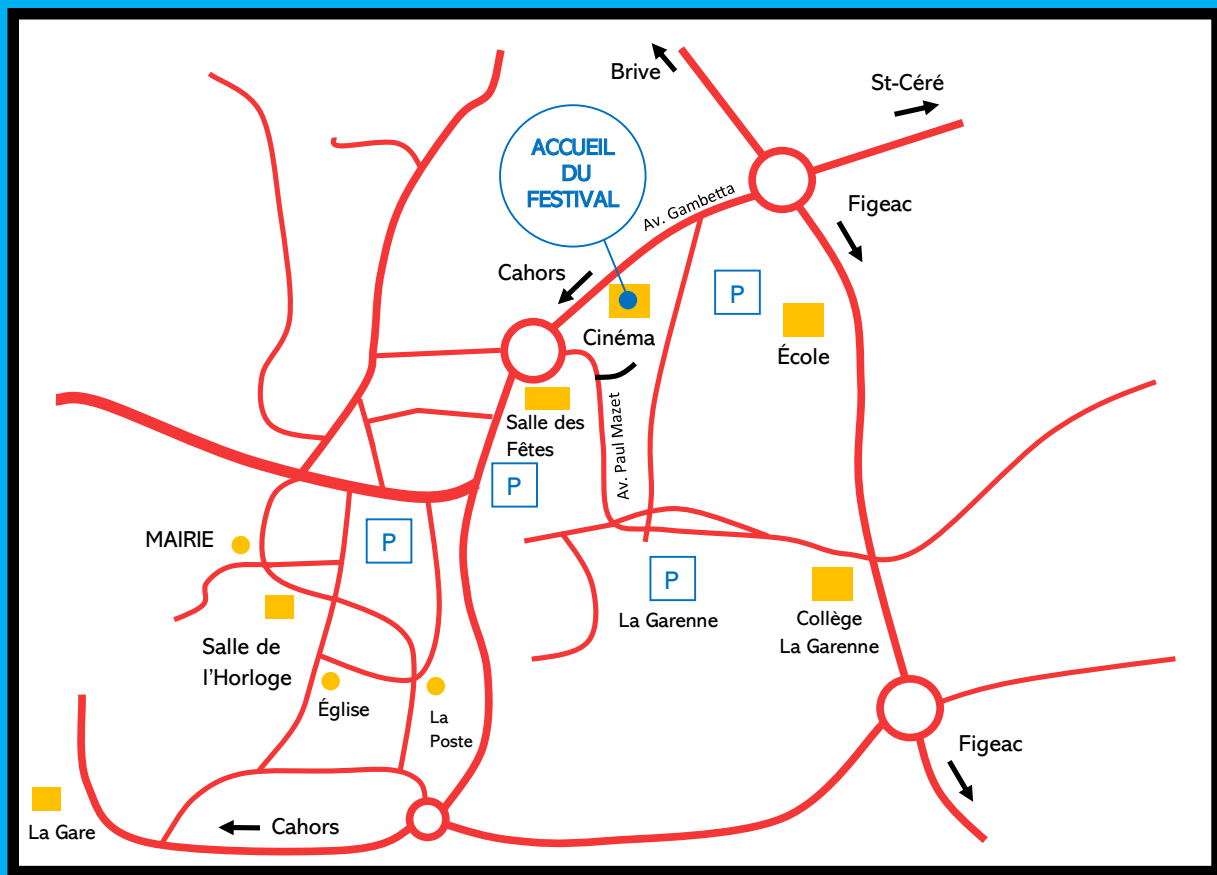 Brive
St-Céré
ACCUEIL
DU
FESTIVAL
Av. Gambetta
Figeac
Cahors
P
Cinéma
École
Salle des
Fêtes
Av. Paul Mazet
P
P
MAIRIE
P
La Garenne
Collège
La Garenne
Salle de
l'Horloge
Église
La
Poste
Figeac
La Gare
Cahors